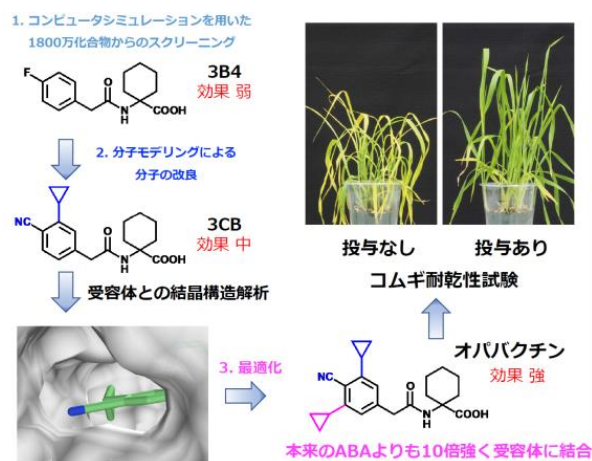 1. コンピュータシミュレーションを用いた
1800万化合物からのスクリーニング
F
O
N
H
COOH
3B4
効果 弱
2. 分子モデリングによる
分子の改良
NC
O
N
H
COOH
3CB
効果 中
受容体との結晶構造解析
3. 最適化
投与なし
投与あり
コムギ耐乾性試験
オパバクチン
効果 強
NC
O
N
H
COOH
本来のABAよりも10倍強く受容体に結合